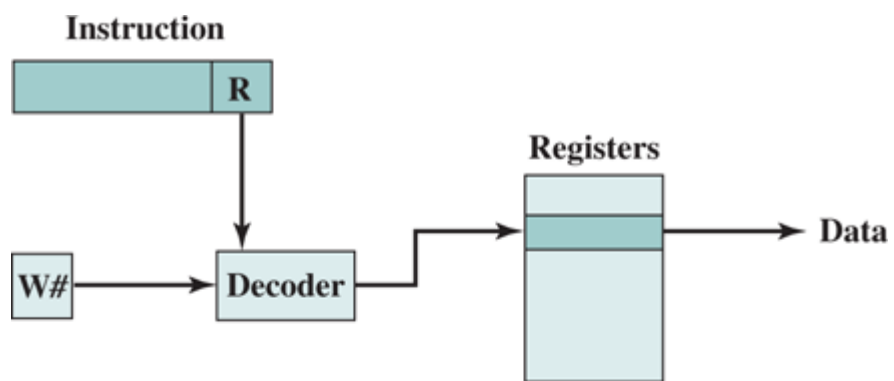 Instruction
R
Registers
Data
W#
Decoder